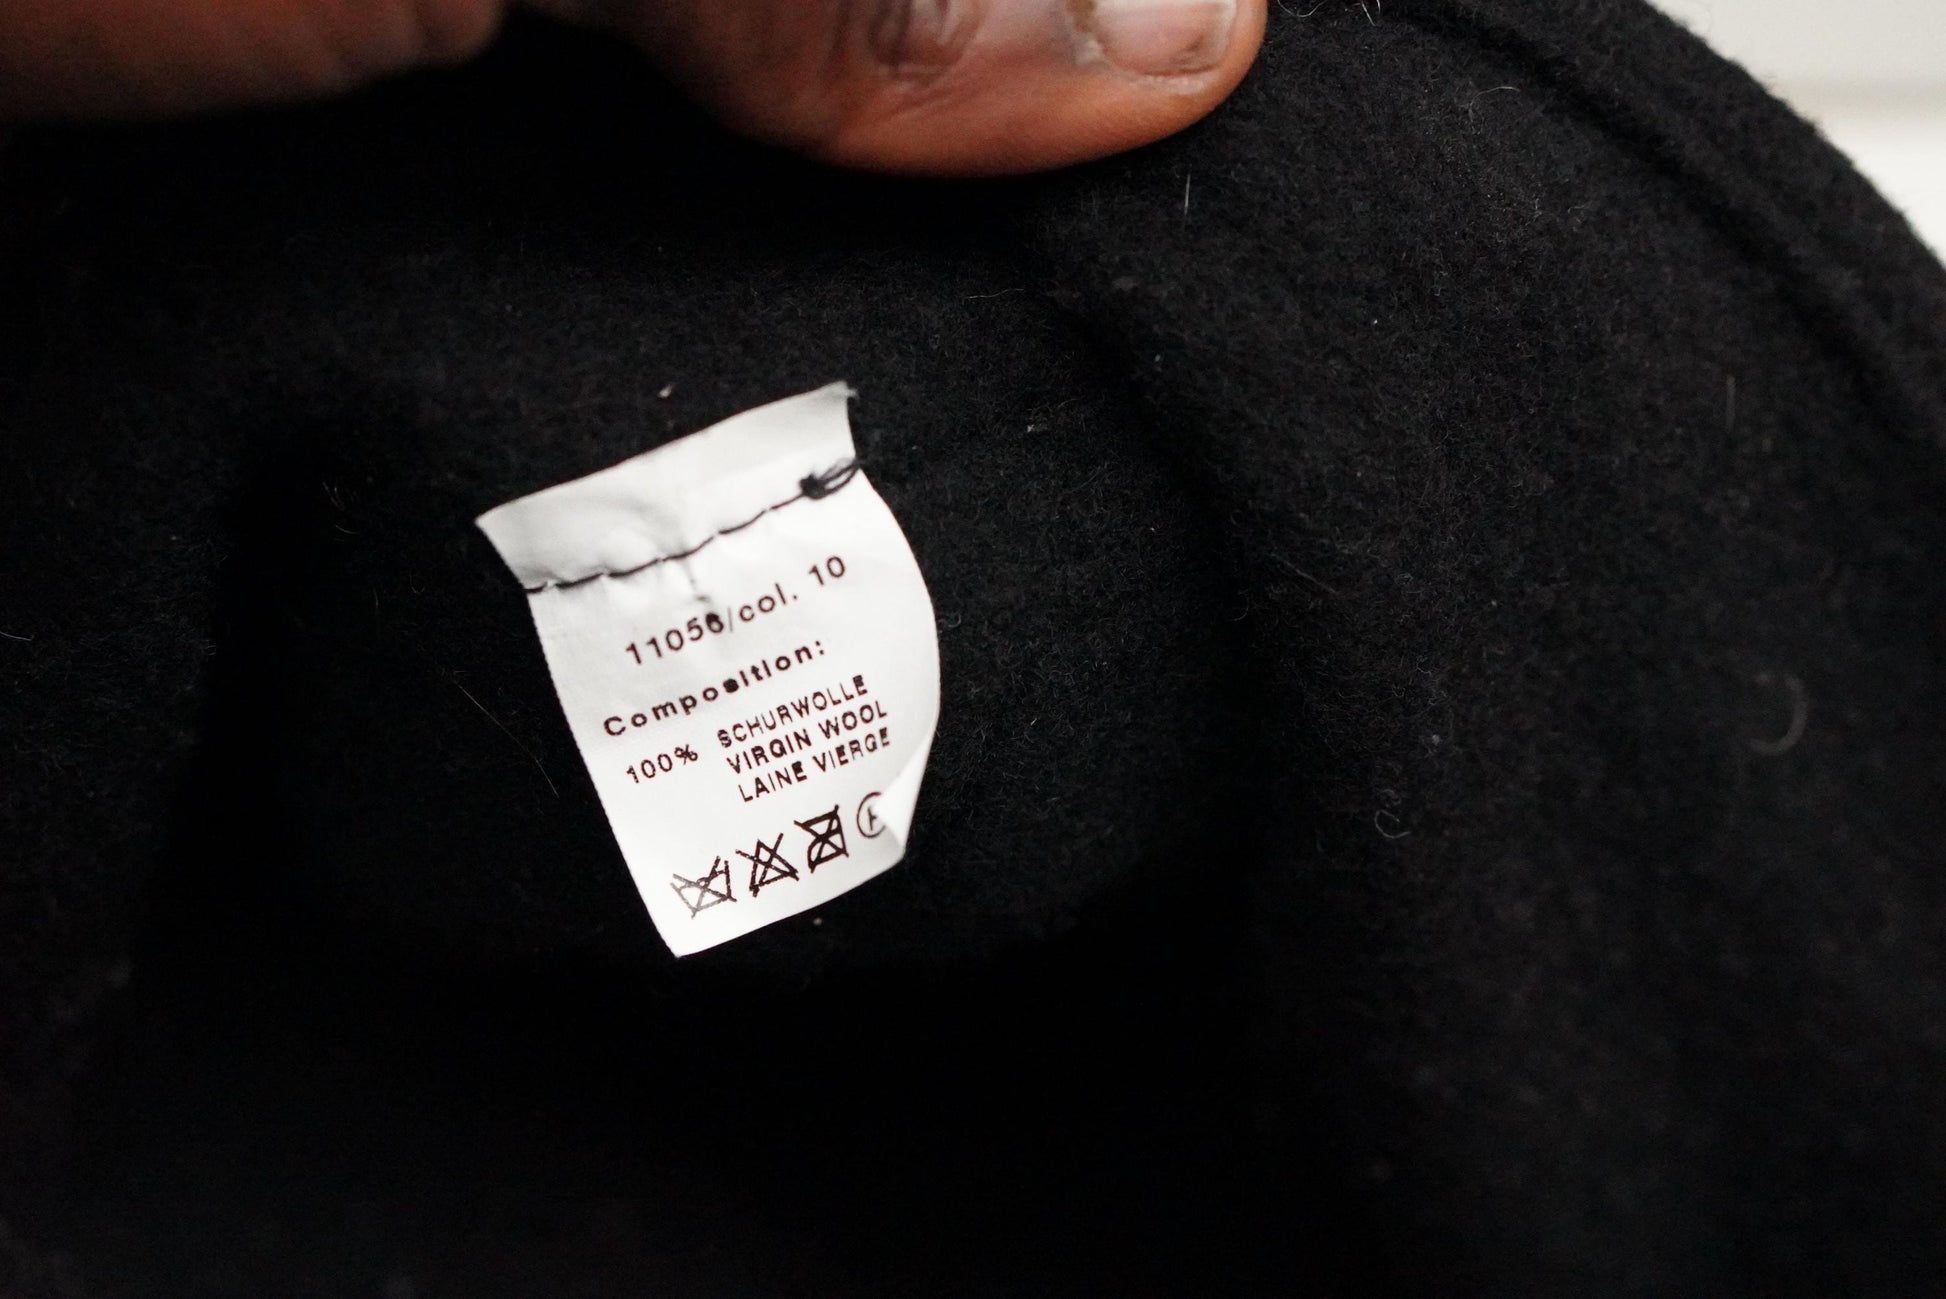 11056/col. 10
Composition:
100% SCHURWOLLE
VIRGIN WOOL
LAINE VIERGE